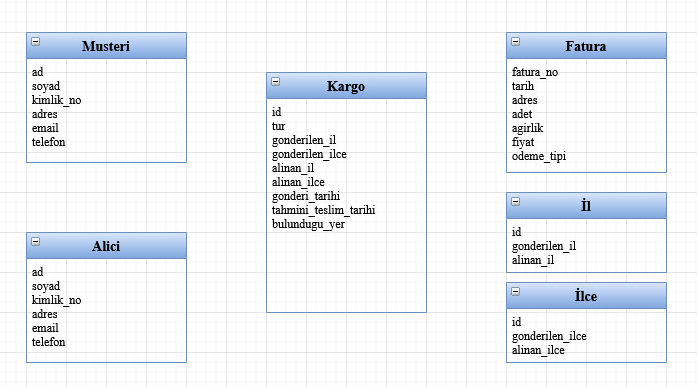 Musteri
ad
soyad
kimlik_no
adres
email
telefon
Alici
ad
soyad
kimlik_no
adres
email
telefon
Kargo
id
tur
gonderilen_il
gonderilen_ilce
alinan_il
alinan_ilce
gonderi_tarihi
tahmini_teslim_tarihi
bulundugu_yer
Fatura
fatura_no
tarih
adres
adet
agirlik
fiyat
odeme_tipi
İl
id
gonderilen_il
alinan_il
İlce
id
gonderilen_ilce
alinan_ilce